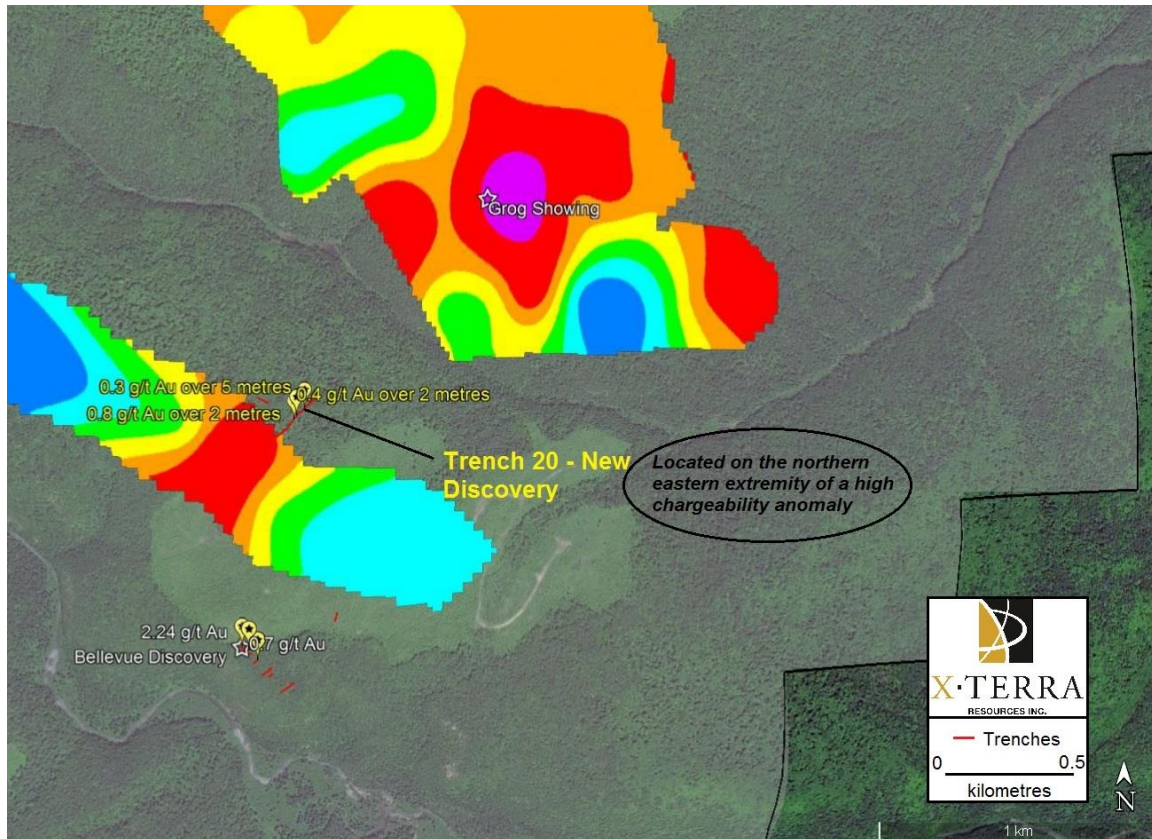 Grog Showing
0.3 g/t Au over 5 metres
0.4 g/t Au over 2 metres
0.8 g/t Au over 2 metres
Trench 20 - New
Discovery
Located on the northern
eastern extremity of a high
chargeability anomaly
2.24 g/t Au
0.7 g/t Au
Bellevue Discovery
X·TERRA
RESOURCES INC.
Trenches
0 0.5
kilometres
N
1 km